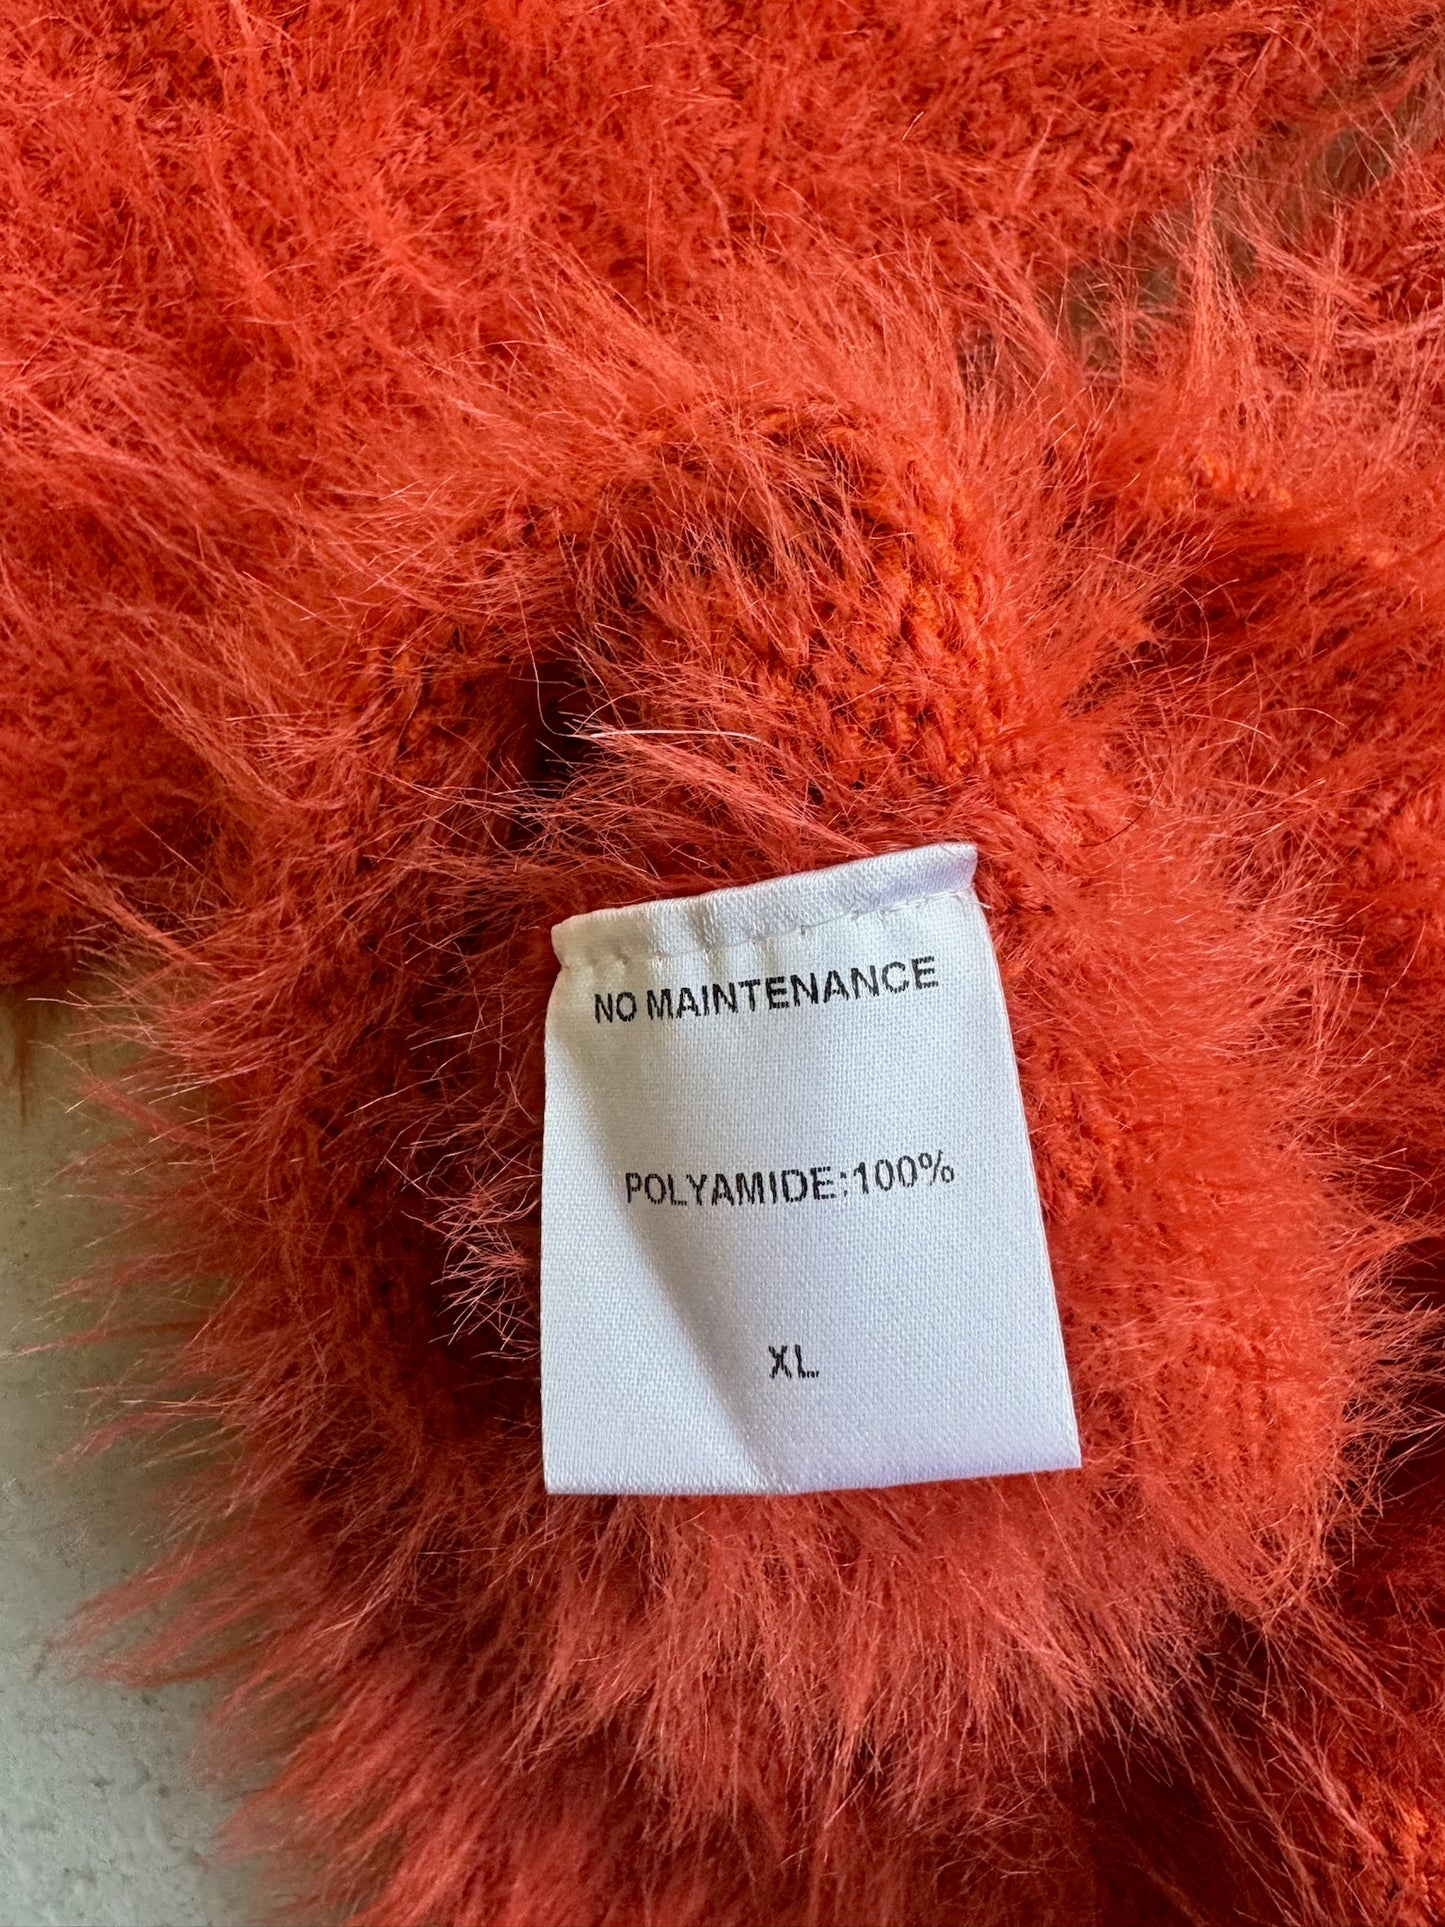 NO MAINTENANCE
POLYAMIDE:100%
XL